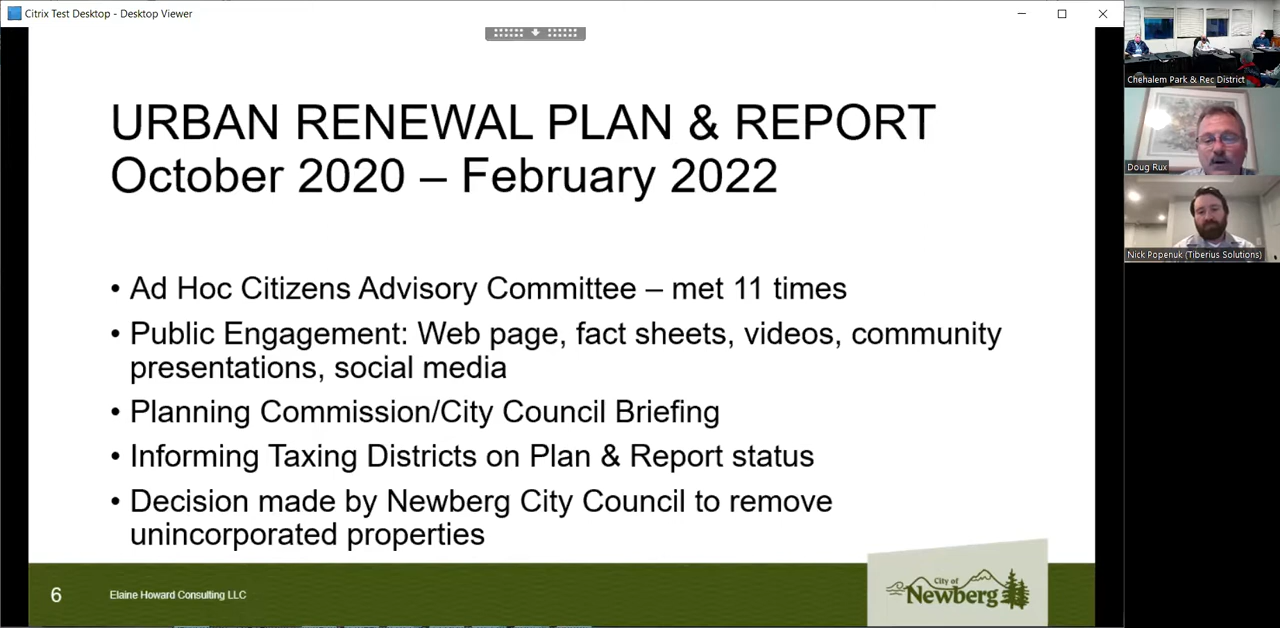 Citrix Test Desktop - Desktop Viewer
URBAN RENEWAL PLAN & REPORT
October 2020 – February 2022
• Ad Hoc Citizens Advisory Committee – met 11 times
• Public Engagement: Web page, fact sheets, videos, community
presentations, social media
• Planning Commission/City Council Briefing
• Informing Taxing Districts on Plan & Report status
• Decision made by Newberg City Council to remove
unincorporated properties
6
Elaine Howard Consulting LLC
City of
Newberg
Chehalem Park & Rec District
Doug Rux
Nick Popenuk (Tiberius Solutions)